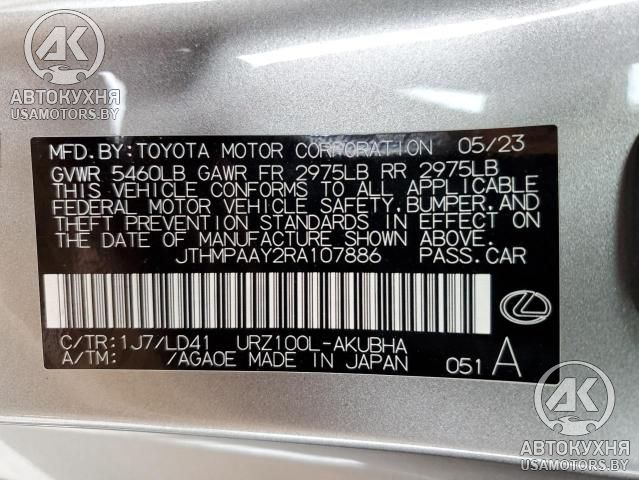 АВТОКУХНЯ
USAMOTORS.BY
MFD.BY:TOYOTA MOTOR CORPORATION 05/23
GVWR 5460LB GAWR FR 2975LB RR 2975LB
THIS VEHICLE CONFORMS TO ALL APPLICABLE
FEDERAL MOTOR VEHICLE SAFETY,BUMPER,AND
THEFT PREVENTION STANDARDS IN EFFECT
ON THE DATE OF MANUFACTURE SHOWN ABOVE.
JTHMPAAY2RA107886 PASS.CAR
C/TR:1J7/LD41 URZ100L-AKUBHA
A/TM: /AGA0E MADE IN JAPAN 051 A
АВТОКУХНЯ
USAMOTORS.BY